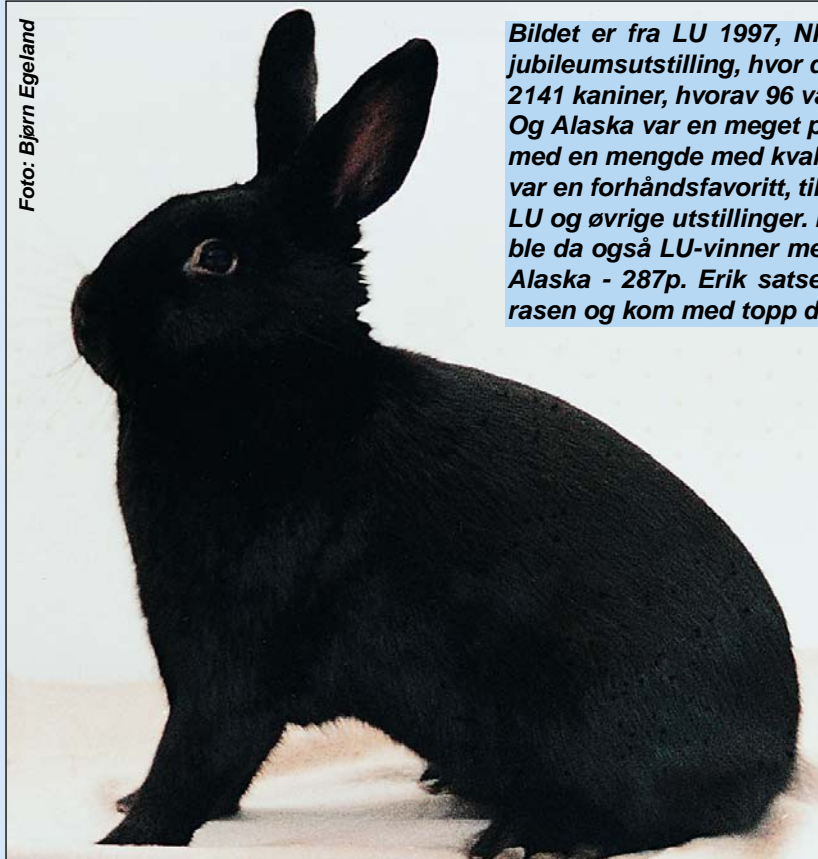 Foto: Bjørn Egeland
Bildet er fra LU 1997,
jubileumsutstilling, hvor d
2141 kaniner, hvorav 96 va
Og Alaska var en meget p
med en mengde med kval
var en forhåndsfavoritt, til
LU og øvrige utstillinger.
ble da også LU-vinner me
Alaska - 287p. Erik satse
rasen og kom med topp d